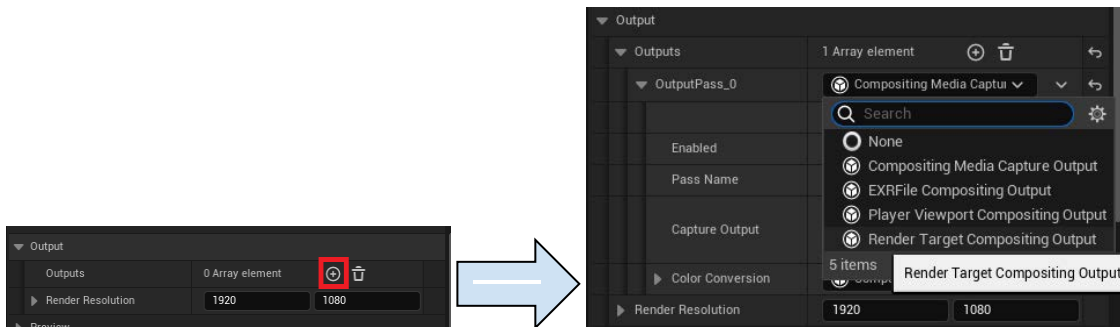 Output
Outputs 0 Array element
Render Resolution 1920 1080
Preview
Output
Outputs 1 Array element
OutputPass_0 Compositing Media Captu
Search
None
Enabled
Compositing Media Capture Output
Pass Name
EXRFile Compositing Output
Player Viewport Compositing Output
Capture Output
Render Target Compositing Output
5 items
Render Target Compositing Output
Color Conversion
Render Resolution 1920 1080